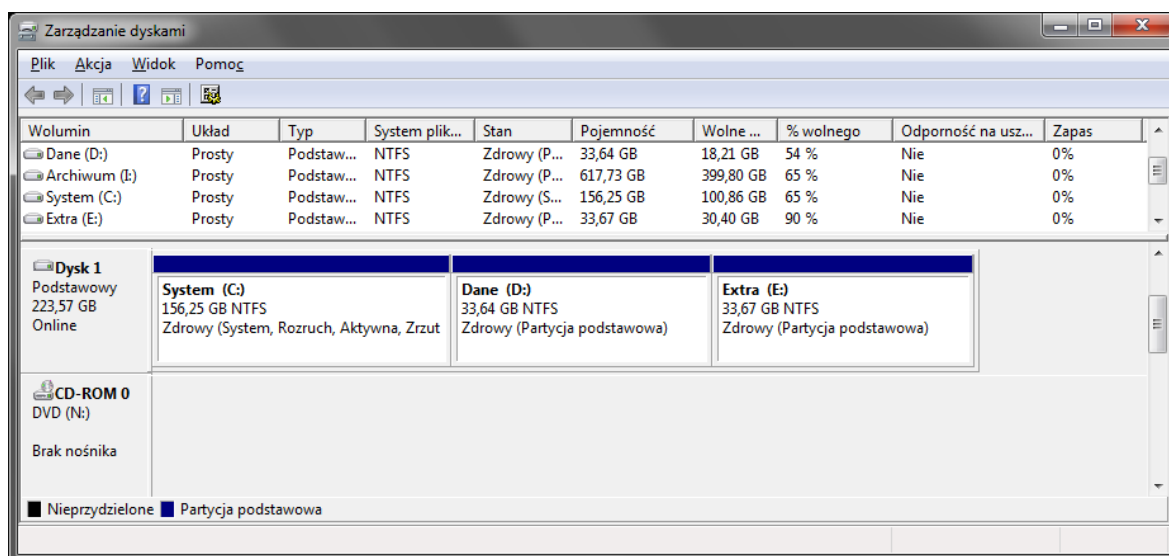 Zarządzanie dyskami
Plik Akcja Widok Pomoc
Wolumin Układ Typ System plik... Stan Pojemność Wolne ... % wolnego Odporność na usz... Zapas
Dane (D:) Prosty Podstaw... NTFS Zdrowy (P... 33,64 GB 18,21 GB 54 % Nie 0%
Archiwum (I:) Prosty Podstaw... NTFS Zdrowy (P... 617,73 GB 399,80 GB 65 % Nie 0%
System (C:) Prosty Podstaw... NTFS Zdrowy (S... 156,25 GB 100,86 GB 65 % Nie 0%
Extra (E:) Prosty Podstaw... NTFS Zdrowy (P... 33,67 GB 30,40 GB 90 % Nie 0%
Dysk 1
Podstawowy
223,57 GB
Online
System (C:)
156,25 GB NTFS
Zdrowy (System, Rozruch, Aktywna, Zrzut
Dane (D:)
33,64 GB NTFS
Zdrowy (Partycja podstawowa)
Extra (E:)
33,67 GB NTFS
Zdrowy (Partycja podstawowa)
CD-ROM 0
DVD (N:)
Brak nośnika
Nieprzydzielone Partycja podstawowa